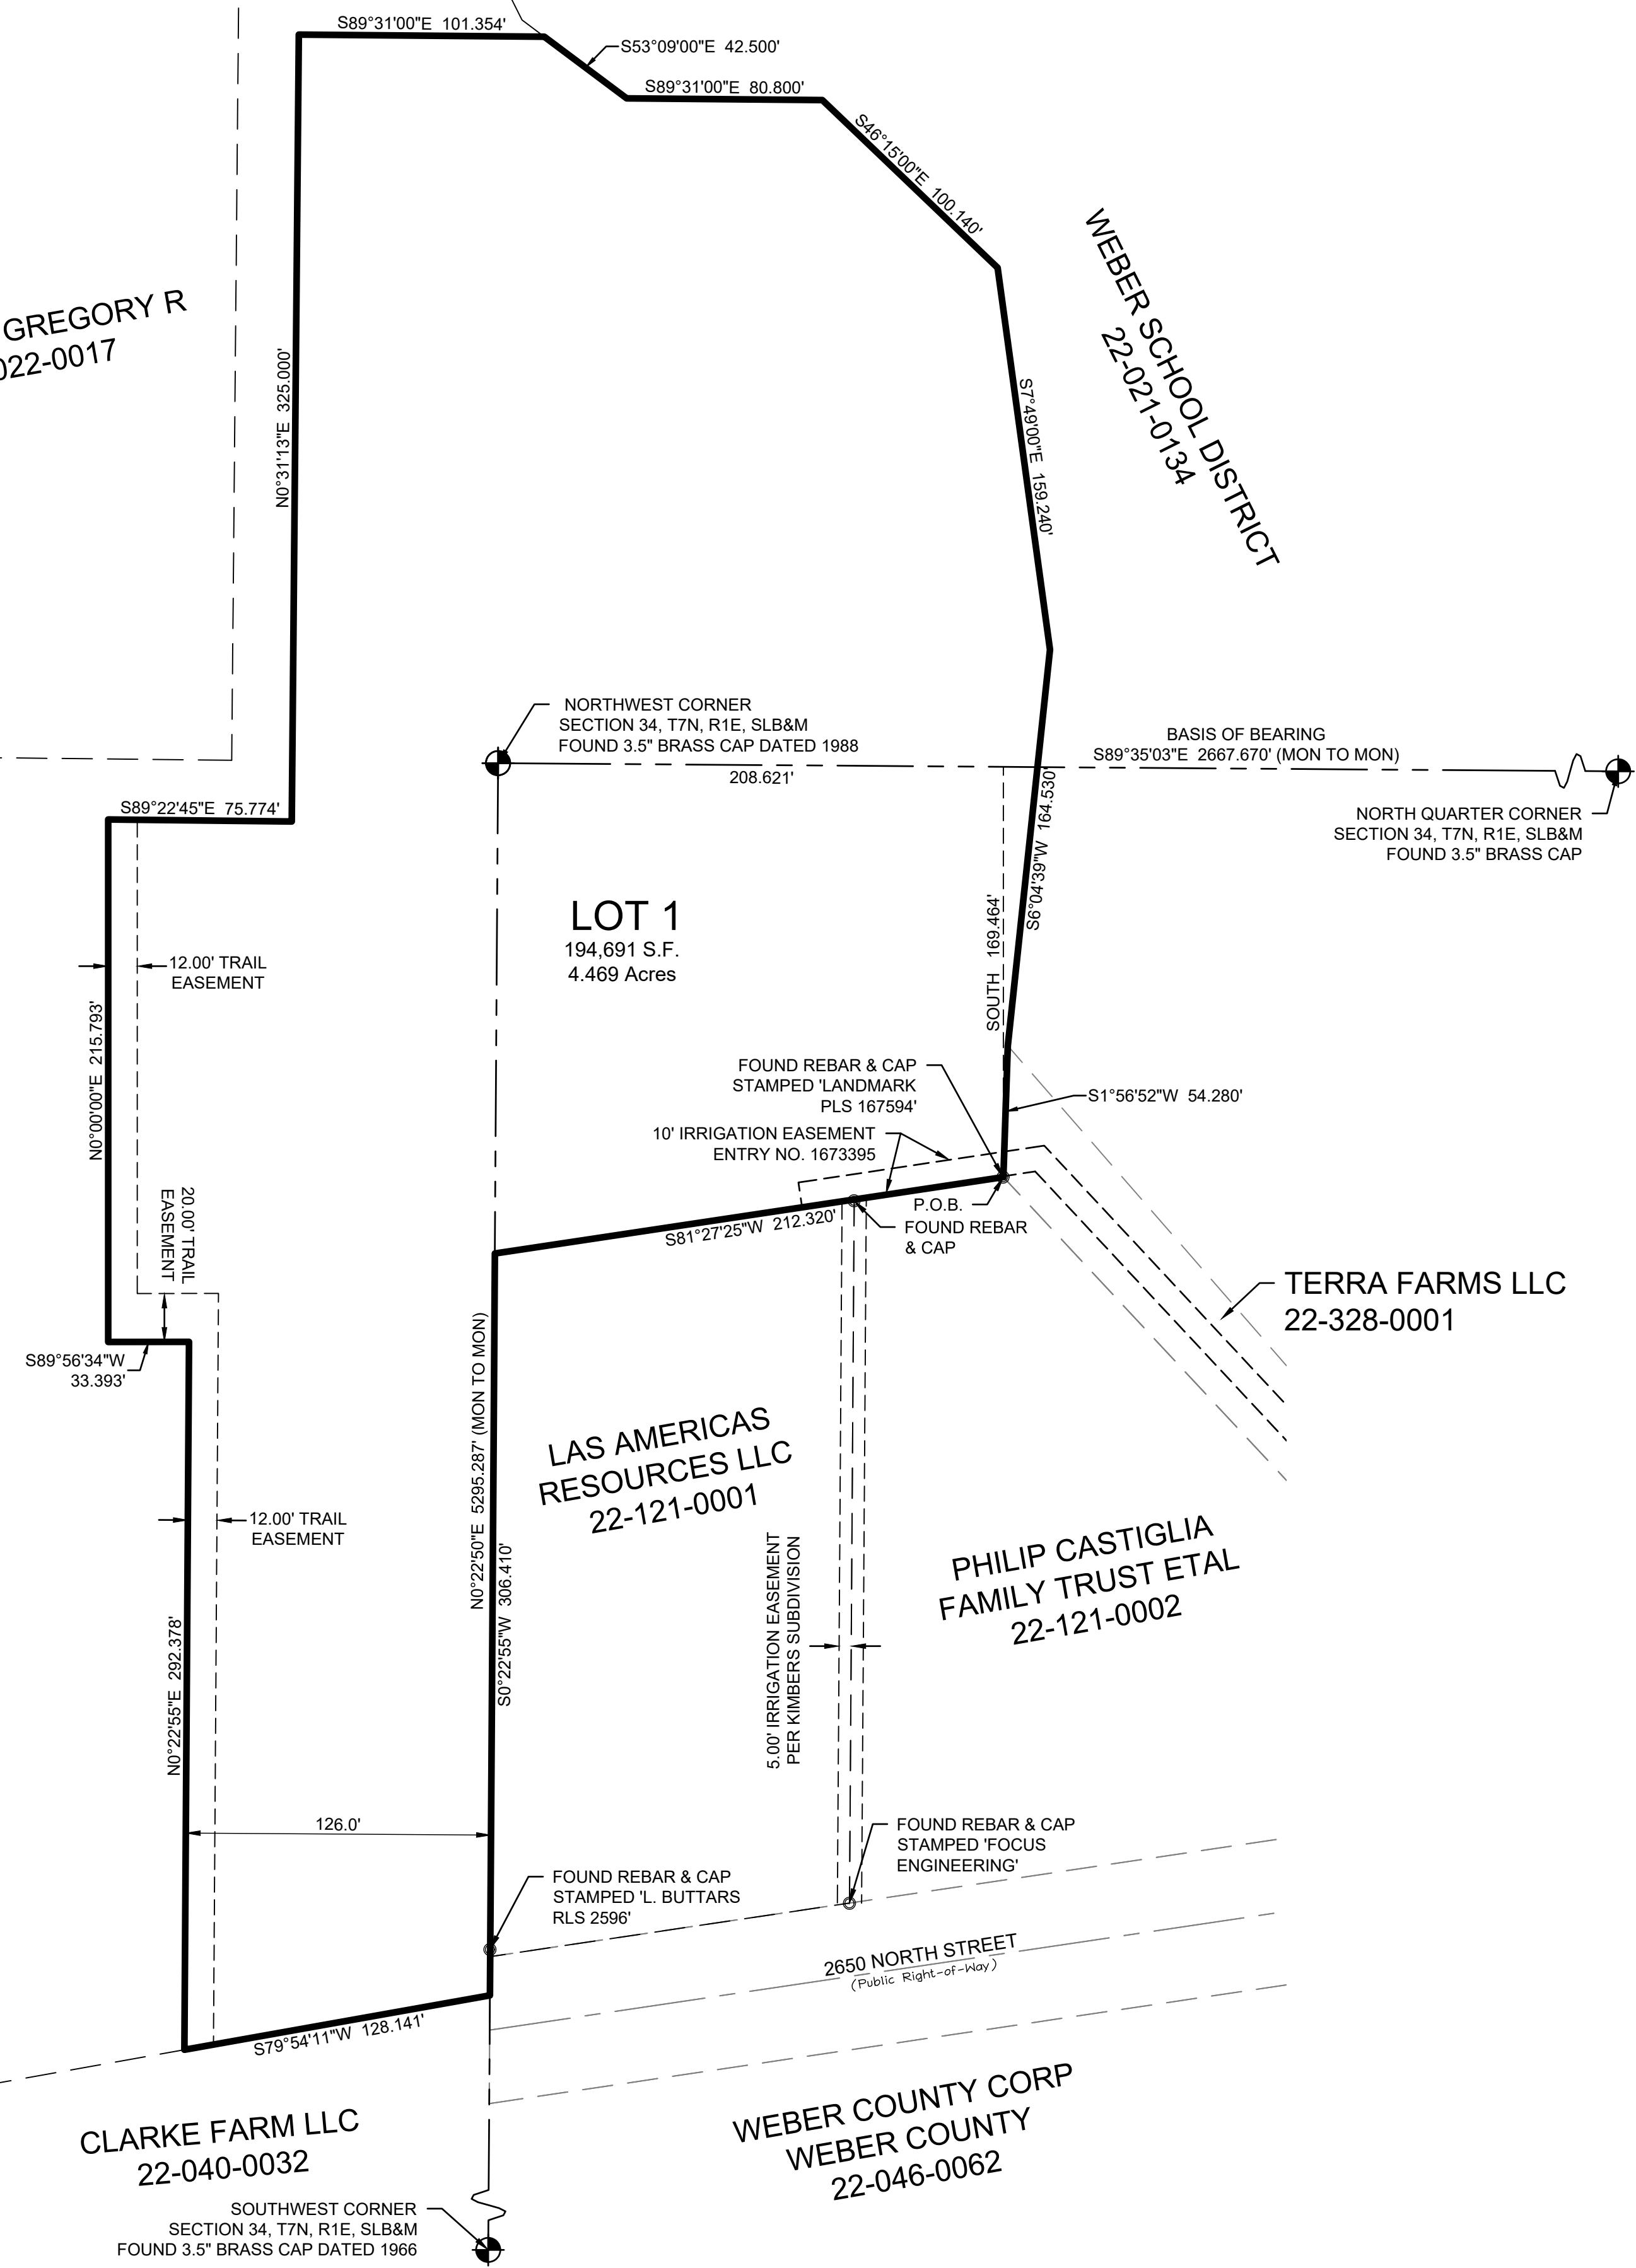 S89°31'00"E 101.354'
S53°09'00"E 42.500'
S89°31'00"E 80.800'
S46°15'00"E 100.140'
GREGORY R
022-0017
N0°31'13"E 325.000'
S7°49'00"E 159.240'
WEBER SCHOOL DISTRICT
22-021-0134
NORTHWEST CORNER
SECTION 34, T7N, R1E, SLB&M
FOUND 3.5" BRASS CAP DATED 1988
208.621'
BASIS OF BEARING
S89°35'03"E 2667.670' (MON TO MON)
NORTH QUARTER CORNER
SECTION 34, T7N, R1E, SLB&M
FOUND 3.5" BRASS CAP
S89°22'45"E 75.774'
S6°04'39"W 164.530'
SOUTH 169.464'
LOT 1
194,691 S.F.
4.469 Acres
12.00' TRAIL
EASEMENT
N0°00'00"E 215.793'
FOUND REBAR & CAP
STAMPED 'LANDMARK
PLS 167594'
S1°56'52"W 54.280'
10' IRRIGATION EASEMENT
ENTRY NO. 1673395
P.O.B.
FOUND REBAR
& CAP
S81°27'25"W 212.320'
20.00' TRAIL
EASEMENT
TERRA FARMS LLC
22-328-0001
S89°56'34"W
33.393'
N0°22'50"E 5295.287' (MON TO MON)
S0°22'55"W 306.410'
LAS AMERICAS
RESOURCES LLC
22-121-0001
12.00' TRAIL
EASEMENT
PHILIP CASTIGLIA
FAMILY TRUST ETAL
22-121-0002
5.00' IRRIGATION EASEMENT
PER KIMBERS SUBDIVISION
N0°22'55"E 292.378'
126.0'
FOUND REBAR & CAP
STAMPED 'FOCUS
ENGINEERING'
FOUND REBAR & CAP
STAMPED 'L. BUTTARS
RLS 2596'
2650 NORTH STREET
(Public Right-of-Way)
S79°54'11"W 128.141'
WEBER COUNTY CORP
WEBER COUNTY
22-046-0062
CLARKE FARM LLC
22-040-0032
SOUTHWEST CORNER
SECTION 34, T7N, R1E, SLB&M
FOUND 3.5" BRASS CAP DATED 1966